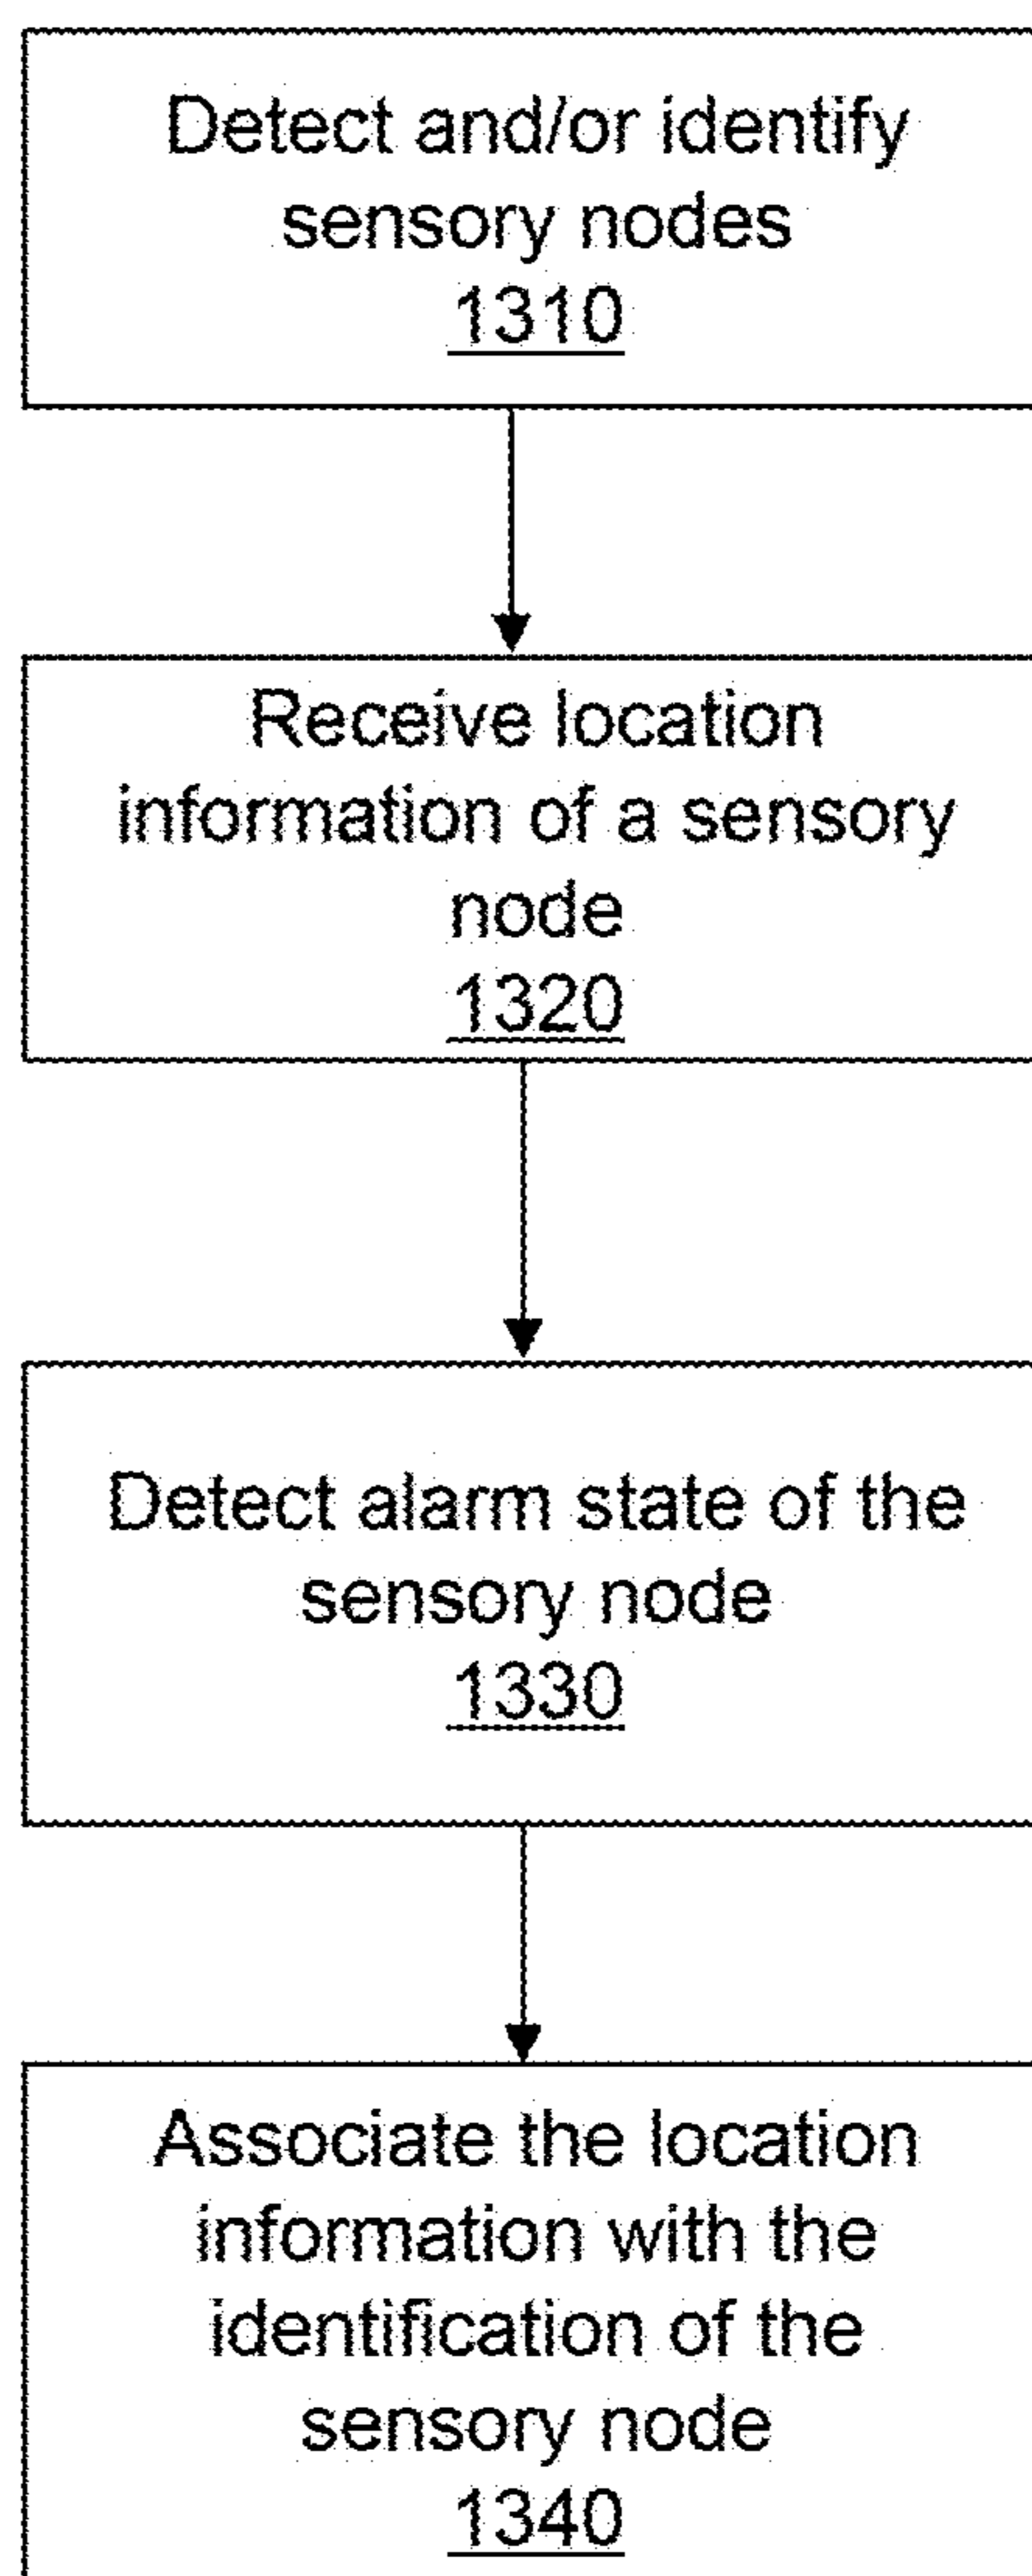 Detect and/or identify
sensory nodes
1310
Receive location
information of a sensory
node
1320
Detect alarm state of the
sensory node
1330
Associate the location
information with the
identification of the
sensory node
1340